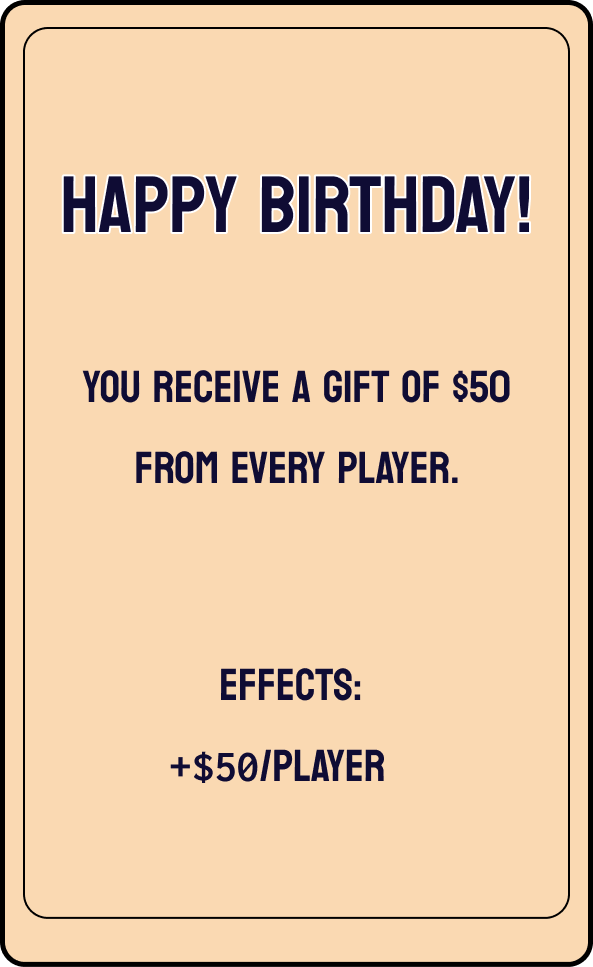 HAPPY BIRTHDAY!
YOU RECEIVE A GIFT OF $50
FROM EVERY PLAYER.
EFFECTS:
+$50/PLAYER